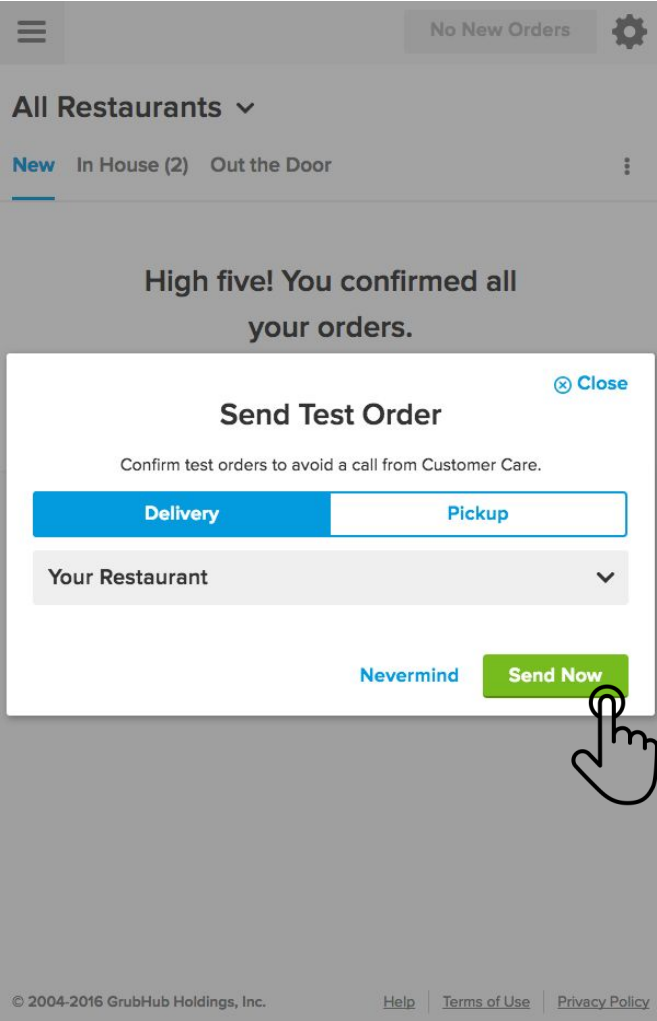 No New Orders
All Restaurants
New In House (2) Out the Door
High five! You confirmed all
your orders.
Close
Send Test Order
Confirm test orders to avoid a call from Customer Care.
Delivery Pickup
Your Restaurant
Nevermind Send Now
© 2004-2016 GrubHub Holdings, Inc. Help Terms of Use Privacy Policy